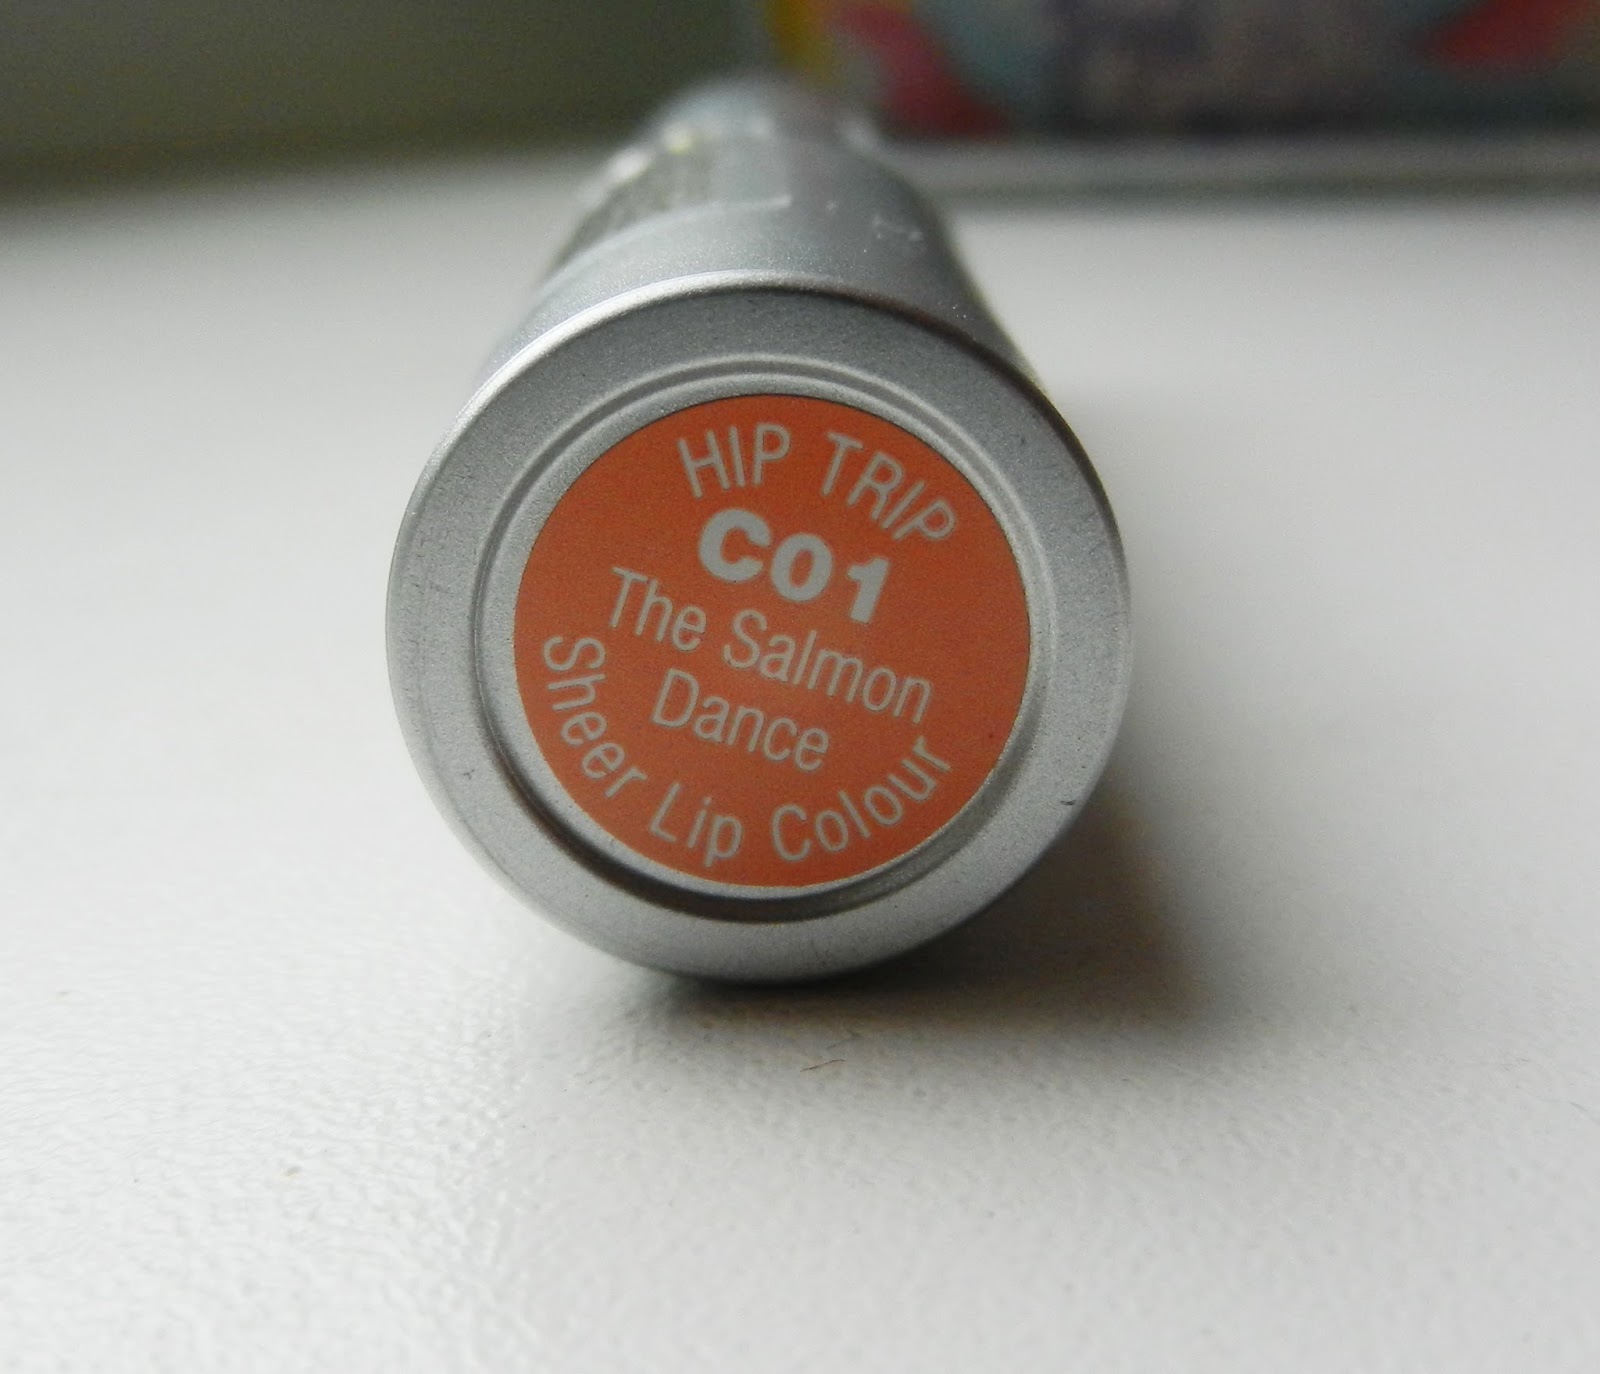 HIP TRIP
C01
The Salmon
Dance
Sheer Lip Colour